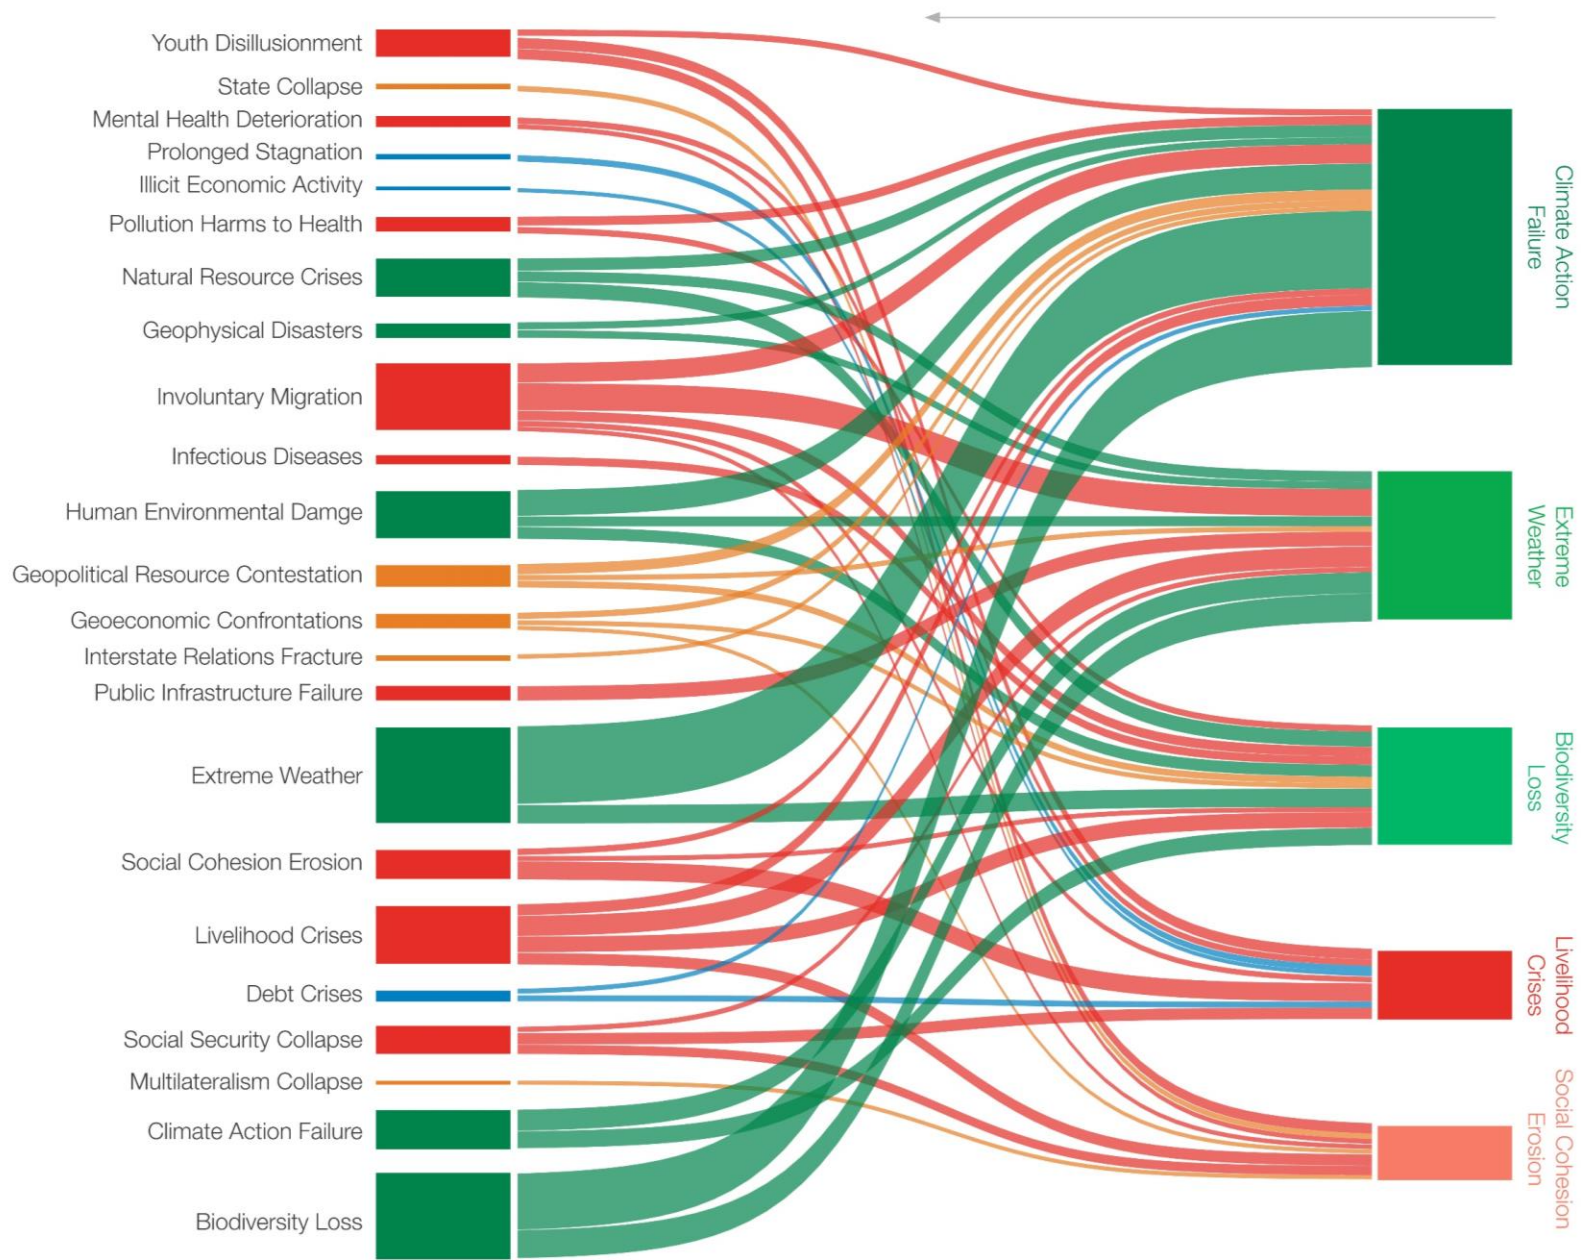 Youth Disillusionment
State Collapse
Mental Health Deterioration
Prolonged Stagnation
Illicit Economic Activity
Pollution Harms to Health
Natural Resource Crises
Geophysical Disasters
Involuntary Migration
Infectious Diseases
Human Environmental Damge
Geopolitical Resource Contestation
Geoeconomic Confrontations
Interstate Relations Fracture
Public Infrastructure Failure
Extreme Weather
Social Cohesion Erosion
Livelihood Crises
Debt Crises
Social Security Collapse
Multilateralism Collapse
Climate Action Failure
Biodiversity Loss
Climate Action
Failure
Extreme
Weather
Biodiversity
Loss
Livelihood
Crises
Social Cohesion
Erosion